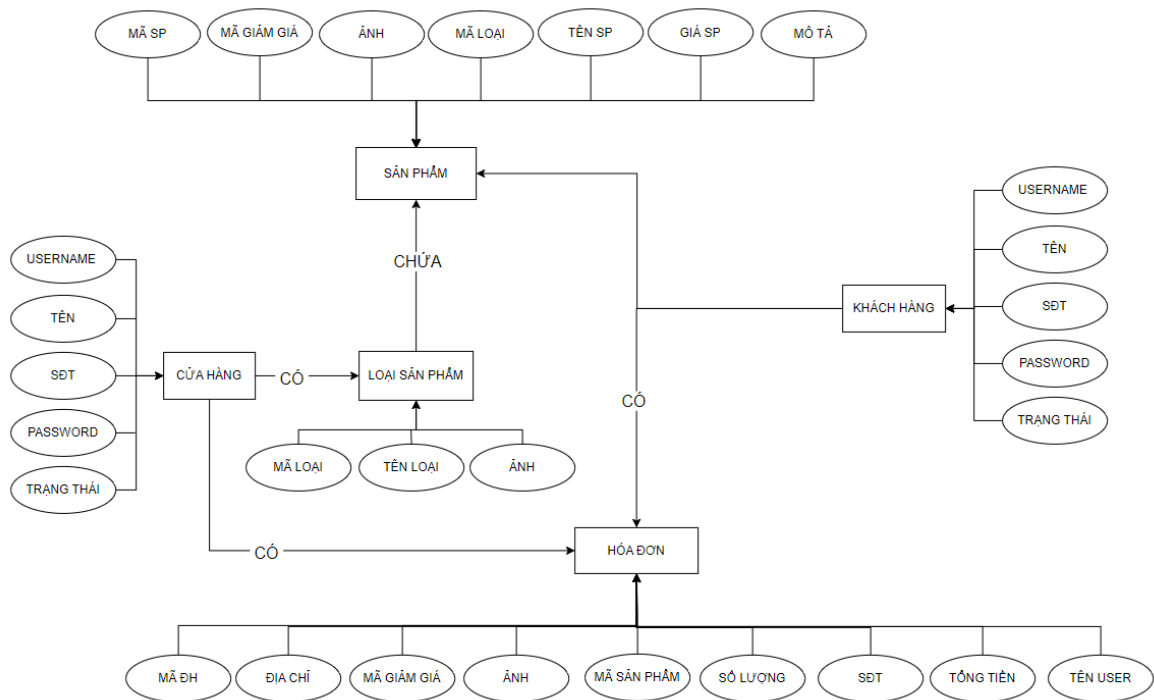 MÃ SP
MÃ GIẢM GIÁ
ẢNH
MÃ LOẠI
TÊN SP
GIÁ SP
MÔ TẢ
SẢN PHẨM
USERNAME
TÊN
SĐT
PASSWORD
TRẠNG THÁI
KHÁCH HÀNG
CHỨA
USERNAME
TÊN
SĐT
PASSWORD
TRẠNG THÁI
CỬA HÀNG
CÓ
LOẠI SẢN PHẨM
MÃ LOẠI
TÊN LOẠI
ẢNH
CÓ
CÓ
HÓA ĐƠN
MÃ ĐH
ĐỊA CHỈ
MÃ GIẢM GIÁ
ẢNH
MÃ SẢN PHẨM
SỐ LƯỢNG
SĐT
TỔNG TIỀN
TÊN USER